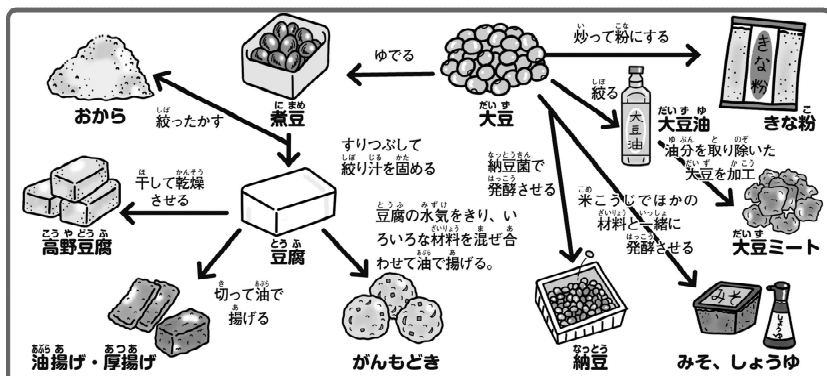 炒って粉にする
ゆでる
きな粉
絞る
大豆油
おから
煮豆
大豆
大豆油
きな粉
絞ったかす
すりつぶして
絞り汁を固める
納豆菌で
発酵させる
油分を取り除いた
大豆を加工
干して乾燥
させる
豆腐の水気をきり、い
ろいろな材料を混ぜ合
わせて油で揚げる。
米こうじでほかの
材料と一緒に
発酵させる
高野豆腐
豆腐
大豆ミート
切って油で
揚げる
みそ
しょうゆ
油揚げ・厚揚げ
がんもどき
納豆
みそ、しょうゆ